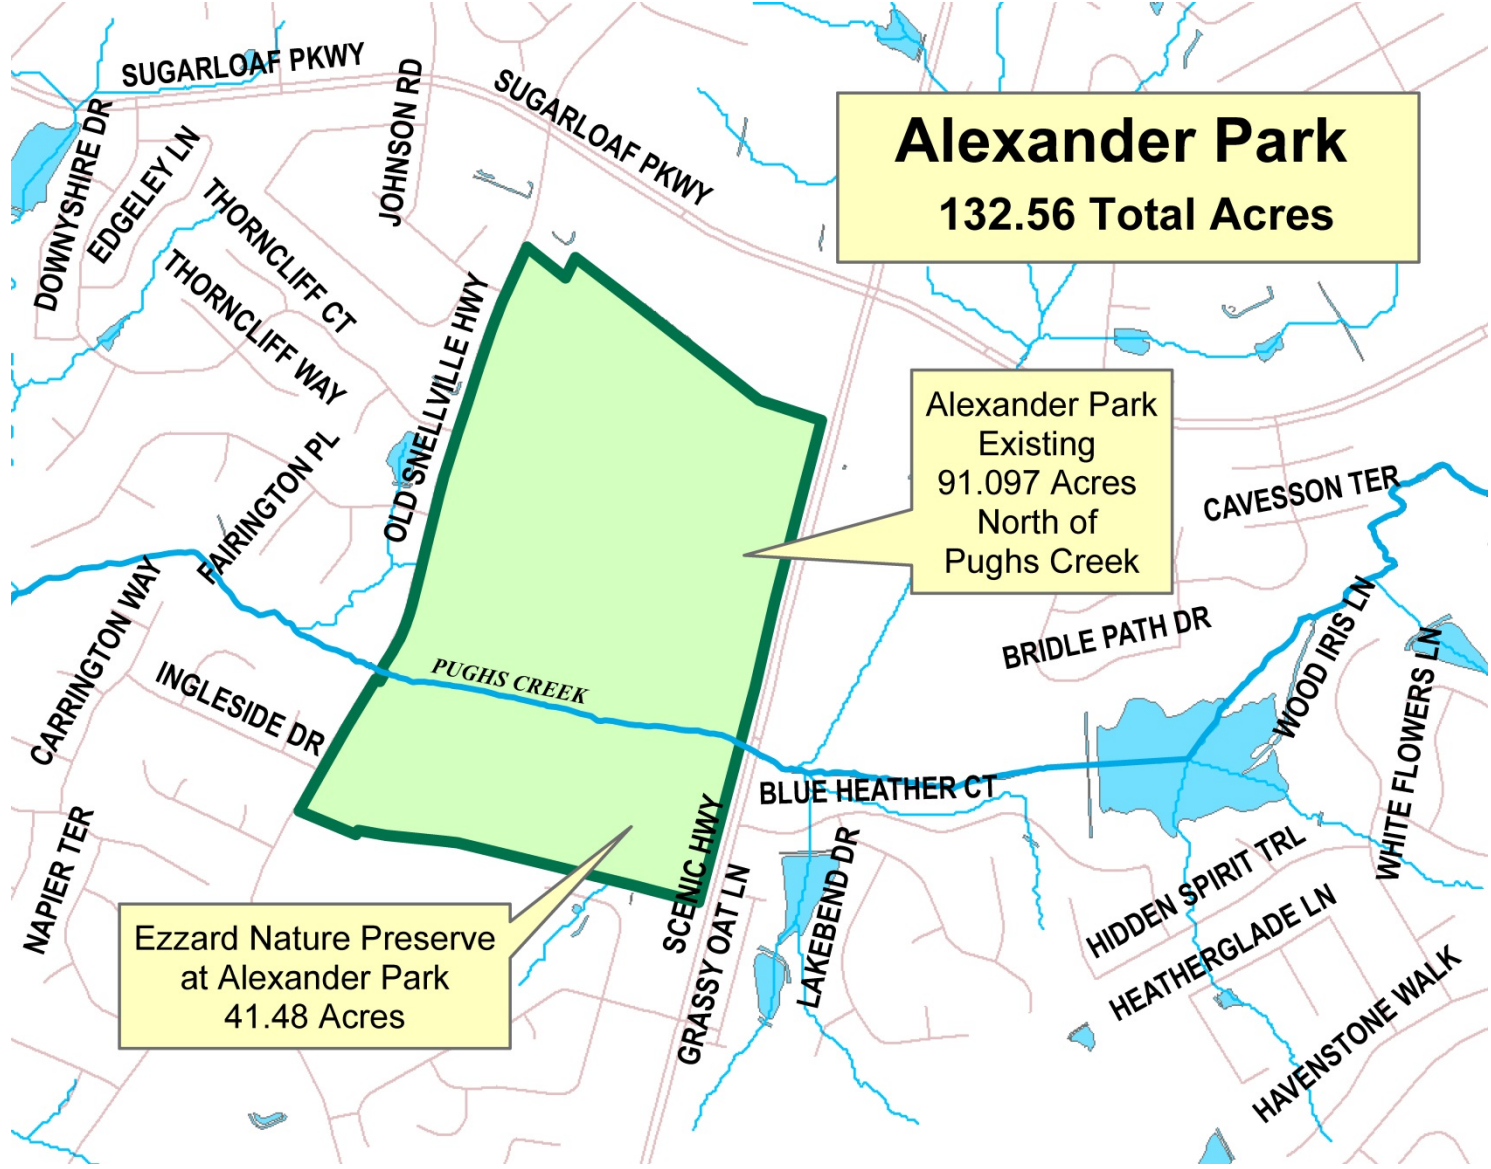 SUGARLOAF PKWY
JOHNSON RD
SUGARLOAF PKWY
Alexander Park
132.56 Total Acres
DOWNYSHIRE DR
EDGELEY LN
THORNCLIFF CT
THORNCLIFF WAY
OLD SNELLVILLE HWY
Alexander Park
Existing
91.097 Acres
North of
Pughs Creek
FAIRINGTON PL
CAVESSON TER
CARRINGTON WAY
INGLESIDE DR
PUGHS CREEK
BRIDLE PATH DR
WOOD IRIS LN
WHITE FLOWERS LN
BLUE HEATHER CT
NAPIER TER
SCENIC HWY
GRASSY OAT LN
LAKEBEND DR
HIDDEN SPIRIT TRL
HEATHERGLADE LN
HAVENSTONE WALK
Ezzard Nature Preserve
at Alexander Park
41.48 Acres